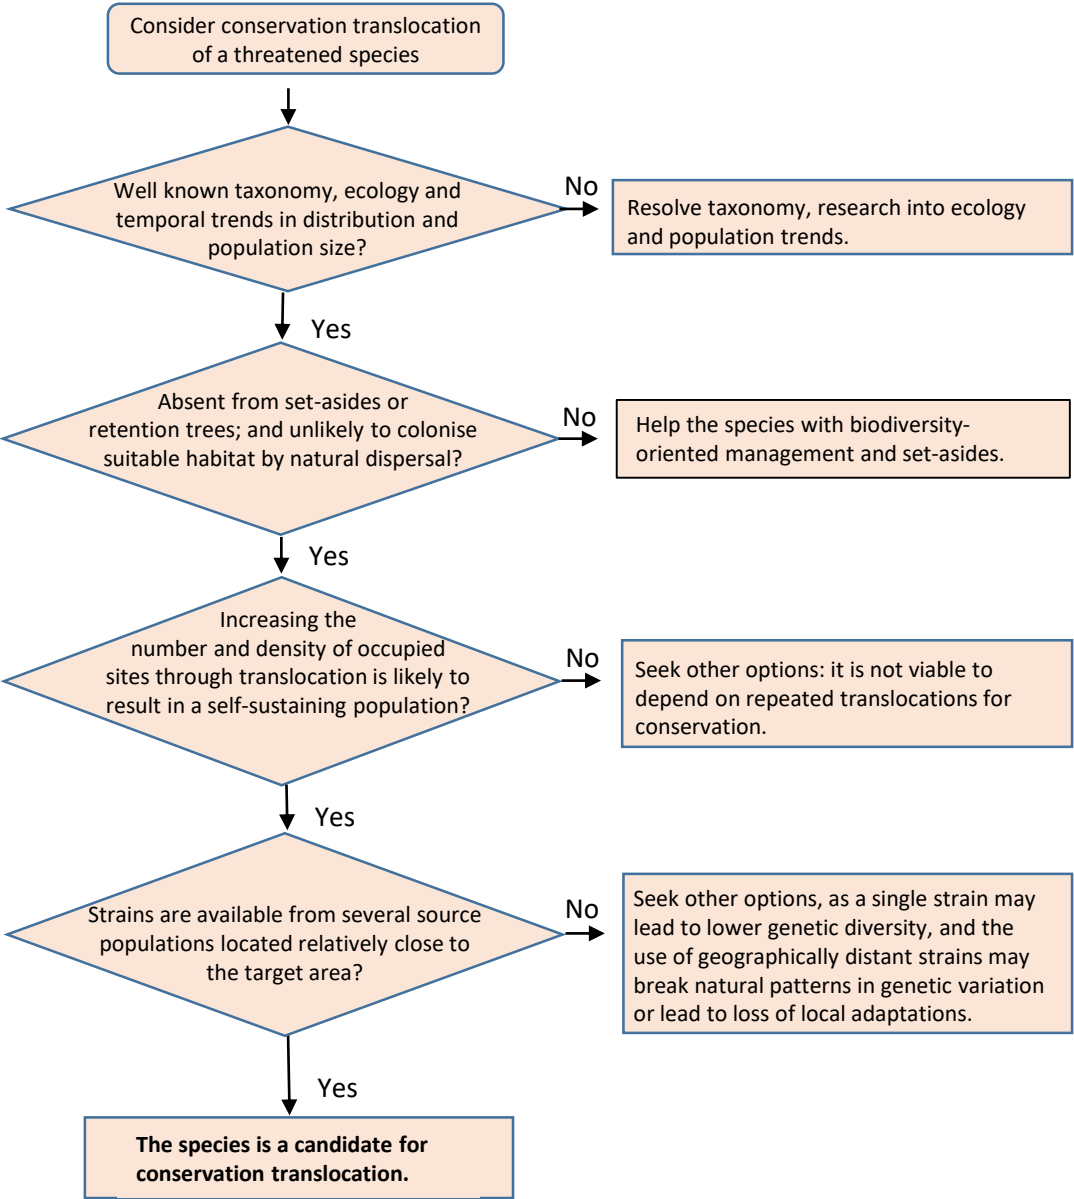 Consider conservation translocation
of a threatened species
Well known taxonomy, ecology and
temporal trends in distribution and
population size?
No
Resolve taxonomy, research into ecology
and population trends.
Yes
Absent from set-asides or
retention trees; and unlikely to colonise
suitable habitat by natural dispersal?
No
Help the species with biodiversity-
oriented management and set-asides.
Yes
Increasing the
number and density of occupied
sites through translocation is likely to
result in a self-sustaining population?
No
Seek other options: it is not viable to
depend on repeated translocations for
conservation.
Yes
Strains are available from several source
populations located relatively close to
the target area?
No
Seek other options, as a single strain may
lead to lower genetic diversity, and the
use of geographically distant strains may
break natural patterns in genetic variation
or lead to loss of local adaptations.
Yes
The species is a candidate for
conservation translocation.